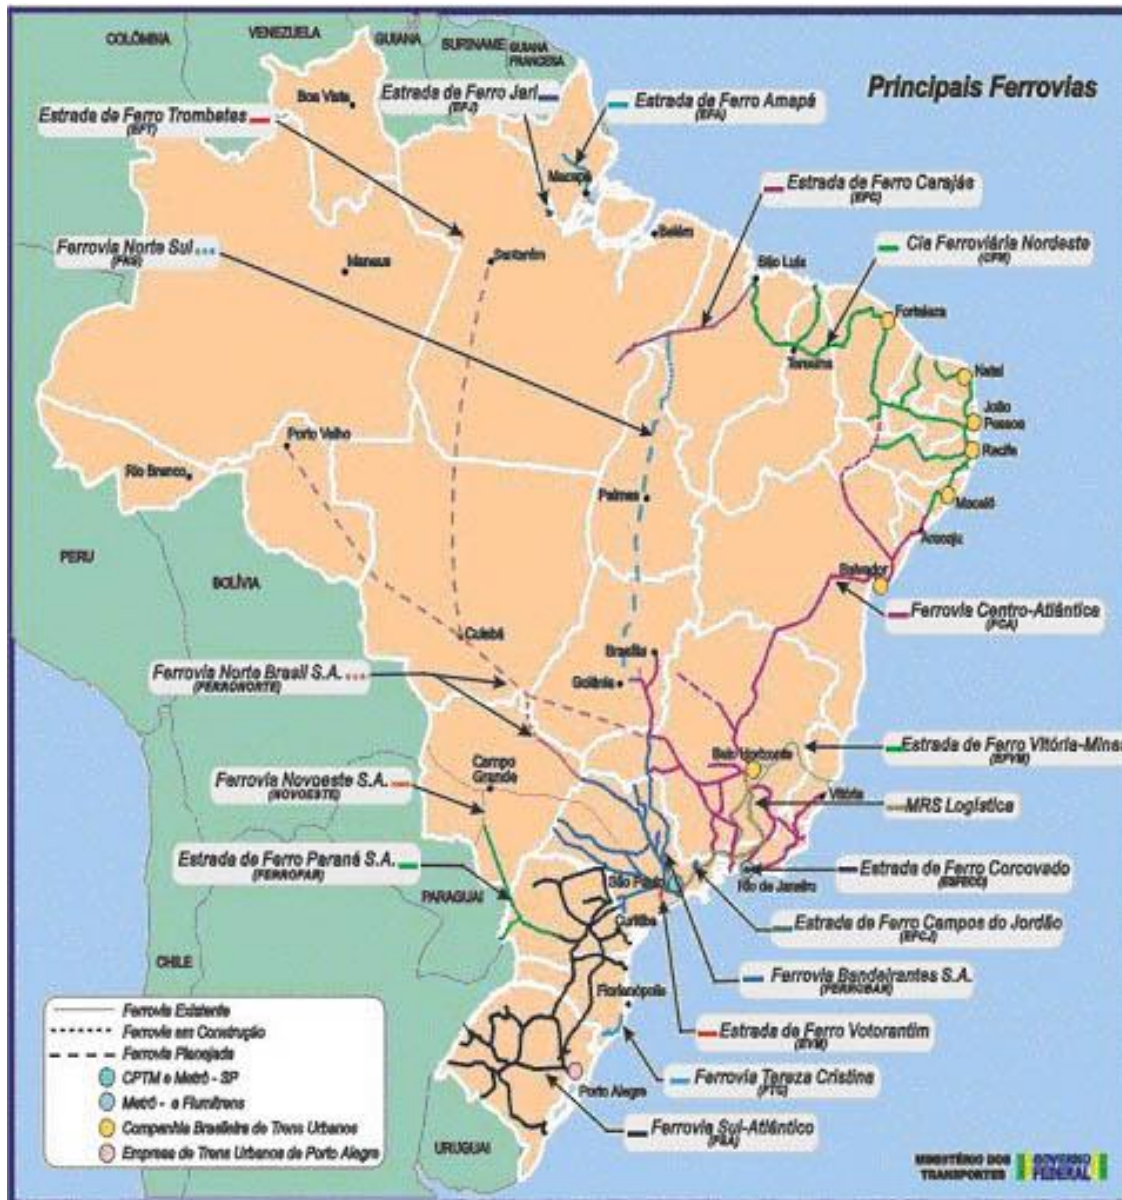 COLÔMBIA
VENEZUELA
GUIANA
SURINAME
GUIANA
FRANCESA
Principais Ferrovias
Boa Vista
Estrada de Ferro Jari
(EFJ)
Estrada de Ferro Amapá
(EFA)
Estrada de Ferro Trombetas
(EFT)
Macapá
Estrada de Ferro Carajás
(EFC)
Ferrovia Norte Sul
(FNS)
Manaus
Santarém
Belém
São Luís
Cia Ferroviária Nordeste
(CFN)
Fortaleza
Teresina
Natal
João
Pessoa
Recife
Porto Velho
Rio Branco
Palmas
Maceió
Aracaju
PERU
BOLÍVIA
Salvador
Ferrovia Centro-Atlântica
(FCA)
Cuiabá
Brasília
Goiânia
Ferrovia Norte Brasil S.A.
(FERRONORTE)
Belo Horizonte
Estrada de Ferro Vitória-Minas
(EFVM)
Campo
Grande
Ferrovia Novoeste S.A.
(NOVOESTE)
Vitória
MRS Logística
Estrada de Ferro Paraná S.A.
(FERROPAR)
São Paulo
Rio de Janeiro
Estrada de Ferro Corcovado
PARAGUAI
Curitiba
Estrada de Ferro Campos do Jordão
(EFCJ)
CHILE
Ferrovia Bandeirantes S.A.
(FERROBAN)
Florianópolis
Estrada de Ferro Votorantim
(EVM)
Ferrovia Tereza Cristina
(FTC)
Porto Alegre
Ferrovia Sul-Atlântico
(FSA)
URUGUAI
Ferrovia Existente
Ferrovia em Construção
Ferrovia Planejada
CPTM e Metrô - SP
Metrô - e Flumitrens
Companhia Brasileira de Trens Urbanos
Empresa de Trens Urbanos de Porto Alegre
MINISTÉRIO DOS
TRANSPORTES
GOVERNO
FEDERAL